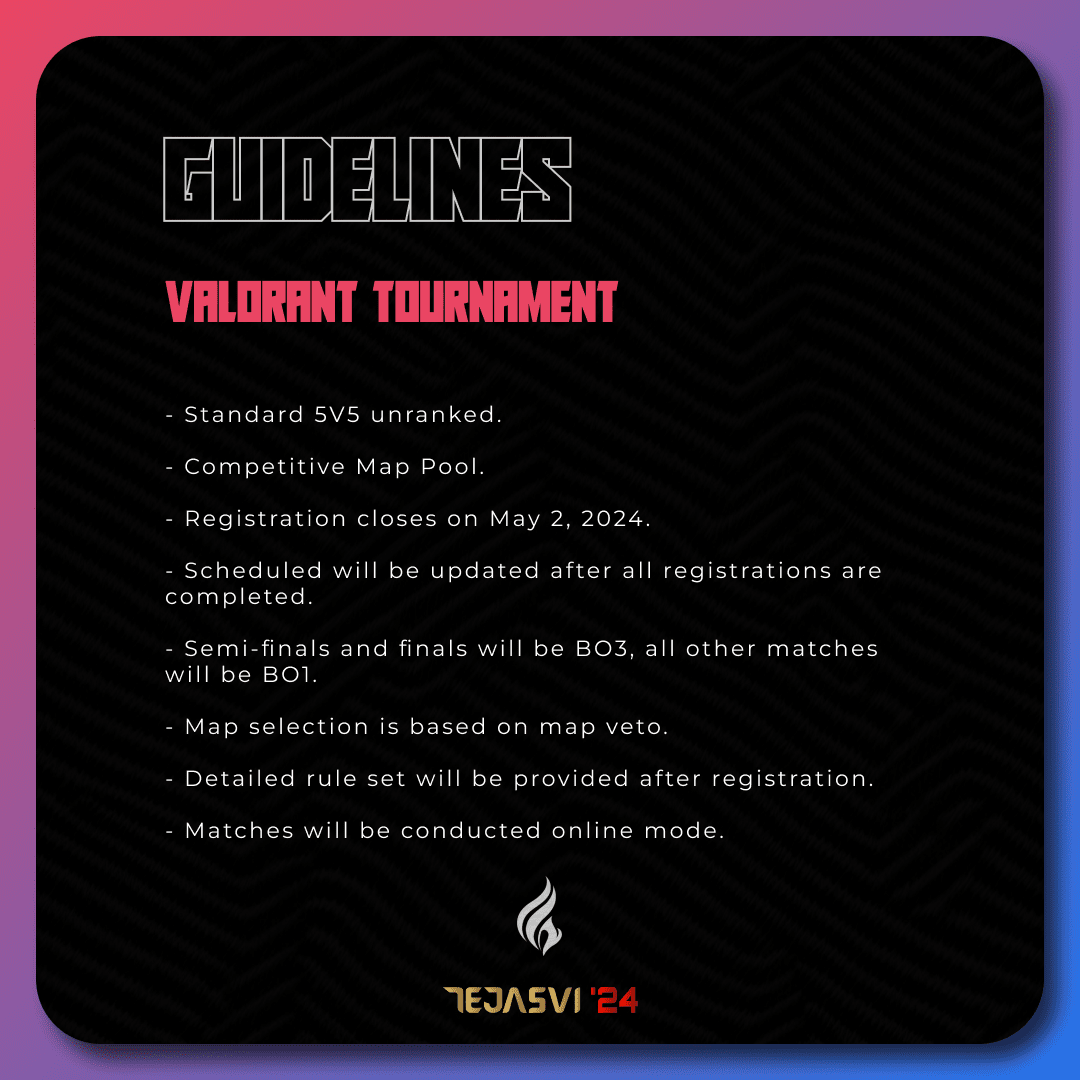 GUIDELINES
VALORANT TOURNAMENT
- Standard 5V5 unranked.
- Competitive Map Pool.
- Registration closes on May 2, 2024.
- Scheduled will be updated after all registrations are
completed.
- Semi-finals and finals will be BO3, all other matches
will be BO1.
- Map selection is based on map veto.
- Detailed rule set will be provided after registration.
- Matches will be conducted online mode.
TEJASVI '24